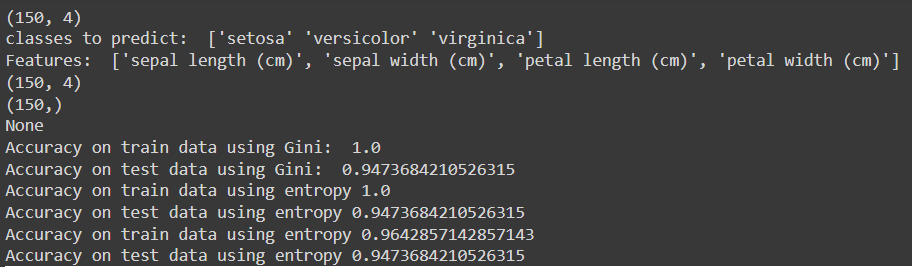 (150, 4)
classes to predict:  ['setosa' 'versicolor' 'virginica']
Features:  ['sepal length (cm)', 'sepal width (cm)', 'petal length (cm)', 'petal width (cm)']
(150, 4)
(150,)
None
Accuracy on train data using Gini:  1.0
Accuracy on test data using Gini:  0.9473684210526315
Accuracy on train data using entropy 1.0
Accuracy on test data using entropy 0.9473684210526315
Accuracy on train data using entropy 0.9642857142857143
Accuracy on test data using entropy 0.9473684210526315